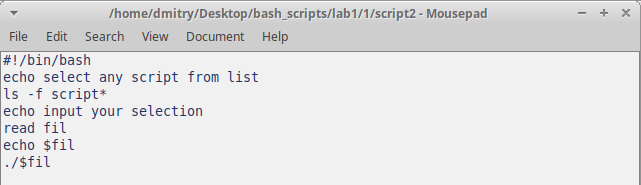 /home/dmitry/Desktop/bash_scripts/lab1/1/script2 - Mousepad
File Edit Search View Document Help
#!/bin/bash
echo select any script from list
ls -f script*
echo input your selection
read fil
echo $fil
./$fil